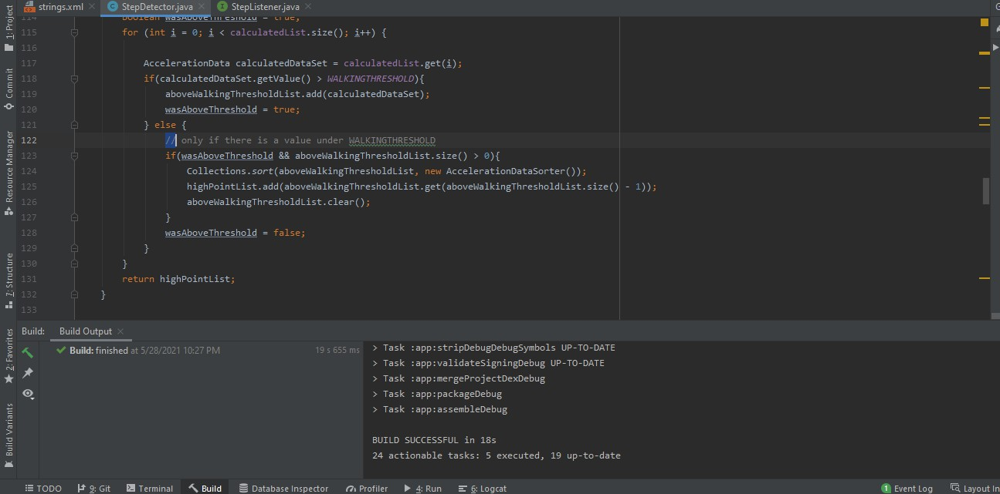 strings.xml
StepDetector.java
StepListener.java
1: Project
Commit
Resource Manager
7: Structure
2: Favorites
Build Variants
114 boolean wasAboveThreshold = true;
115 for (int i = 0; i < calculatedList.size(); i++) {
116
117 AccelerationData calculatedDataSet = calculatedList.get(i);
118 if(calculatedDataSet.getValue() > WALKINGTHRESHOLD){
119 aboveWalkingThresholdList.add(calculatedDataSet);
120 wasAboveThreshold = true;
121 } else {
122 // only if there is a value under WALKINGTHRESHOLD
123 if(wasAboveThreshold && aboveWalkingThresholdList.size() > 0){
124 Collections.sort(aboveWalkingThresholdList, new AccelerationDataSorter());
125 highPointList.add(aboveWalkingThresholdList.get(aboveWalkingThresholdList.size() - 1));
126 aboveWalkingThresholdList.clear();
127 }
128 wasAboveThreshold = false;
129 }
130 }
131 return highPointList;
132 }
133
Build: Build Output
Build: finished at 5/28/2021 10:27 PM 19 s 655 ms
> Task :app:stripDebugDebugSymbols UP-TO-DATE
> Task :app:validateSigningDebug UP-TO-DATE
> Task :app:mergeProjectDexDebug
> Task :app:packageDebug
> Task :app:assembleDebug
BUILD SUCCESSFUL in 18s
24 actionable tasks: 5 executed, 19 up-to-date
TODO 9: Git Terminal Build Database Inspector Profiler 4: Run 6: Logcat 1 Event Log Layout In